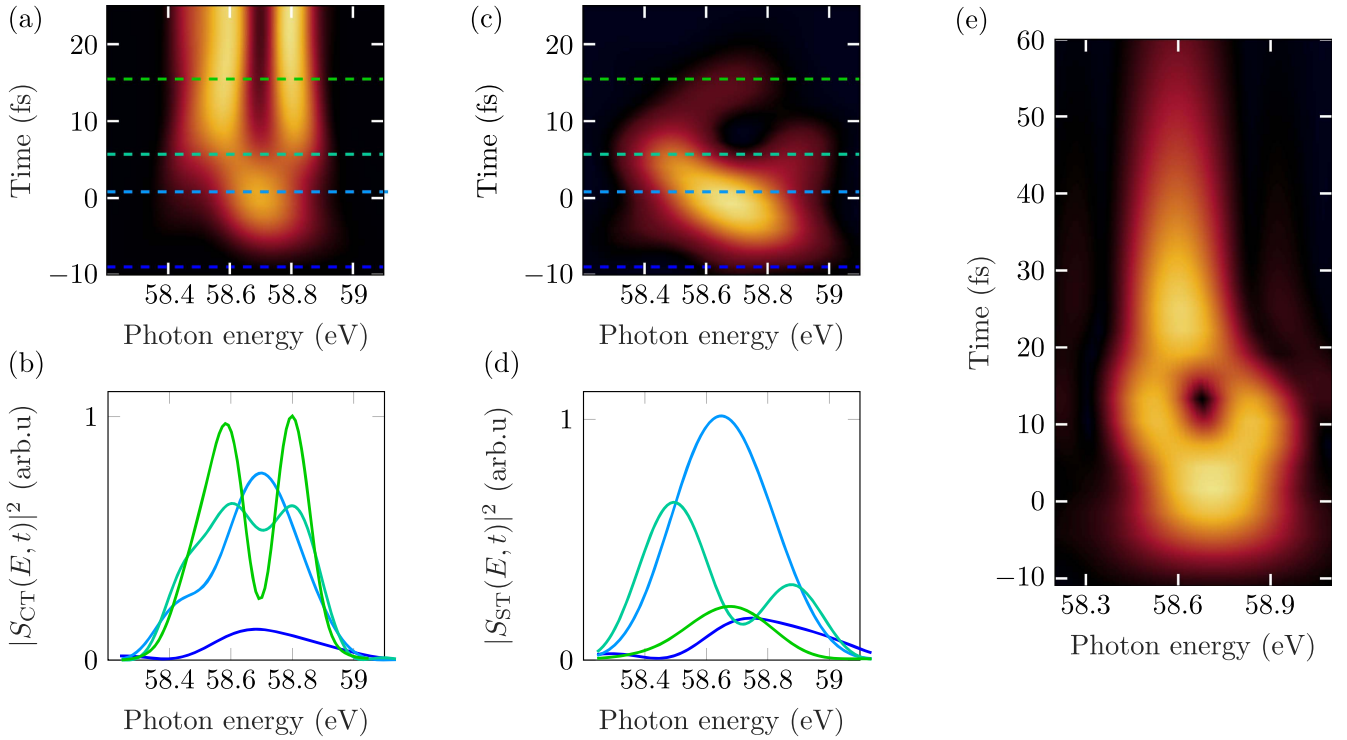 (a)
Time (fs)
20
10
0
−10
58.4 58.6 58.8 59
Photon energy (eV)
(b)
|S_CT(E, t)|² (arb.u)
1
0
58.4 58.6 58.8 59
Photon energy (eV)
(c)
Time (fs)
20
10
0
−10
58.4 58.6 58.8 59
Photon energy (eV)
(d)
|S_ST(E, t)|² (arb.u)
1
0
58.4 58.6 58.8 59
Photon energy (eV)
(e)
Time (fs)
60
50
40
30
20
10
0
−10
58.3 58.6 58.9
Photon energy (eV)